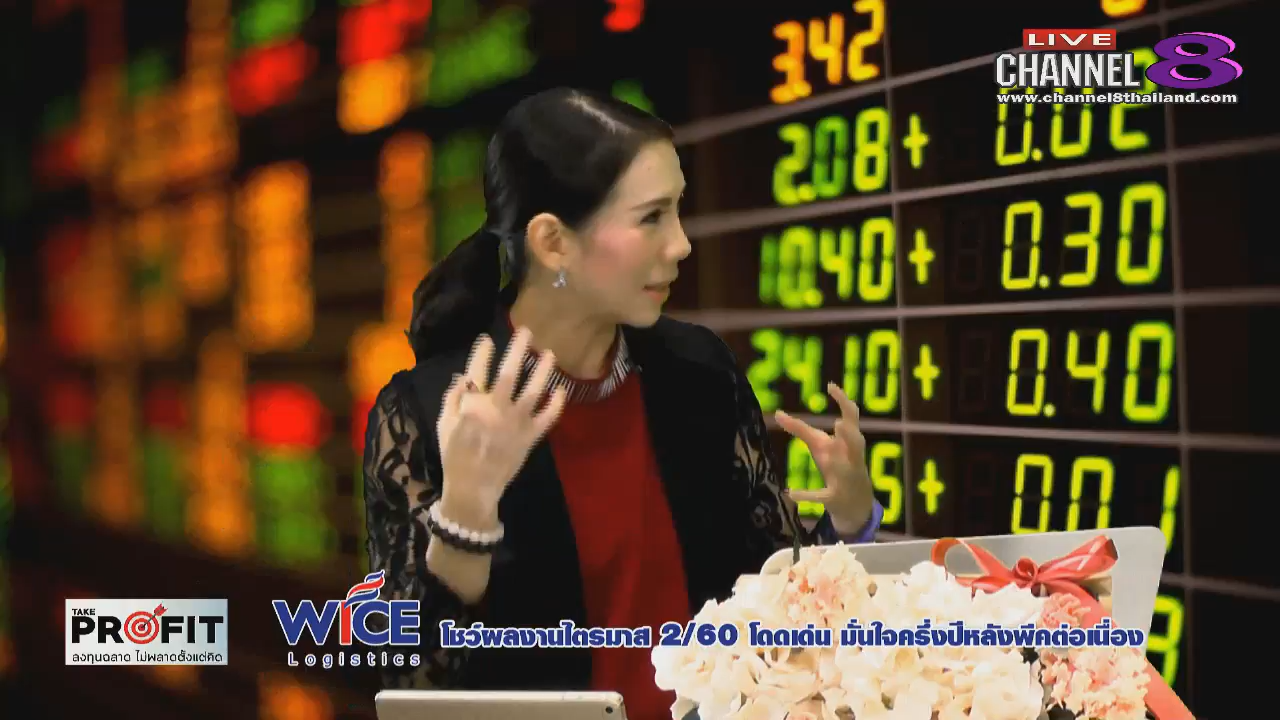 LIVE
CHANNEL 8
www.channel8thailand.com
3.42
2.08 + 0.02
10.40 + 0.30
24.10 + 0.40
5 + 0.01
TAKE
PROFIT
ลงทุนฉลาด ไม่พลาดตั้งแต่คิด
WICE
Logistics
โชว์ผลงานไตรมาส 2/60 โดดเด่น มั่นใจครึ่งปีหลังพีคต่อเนื่อง